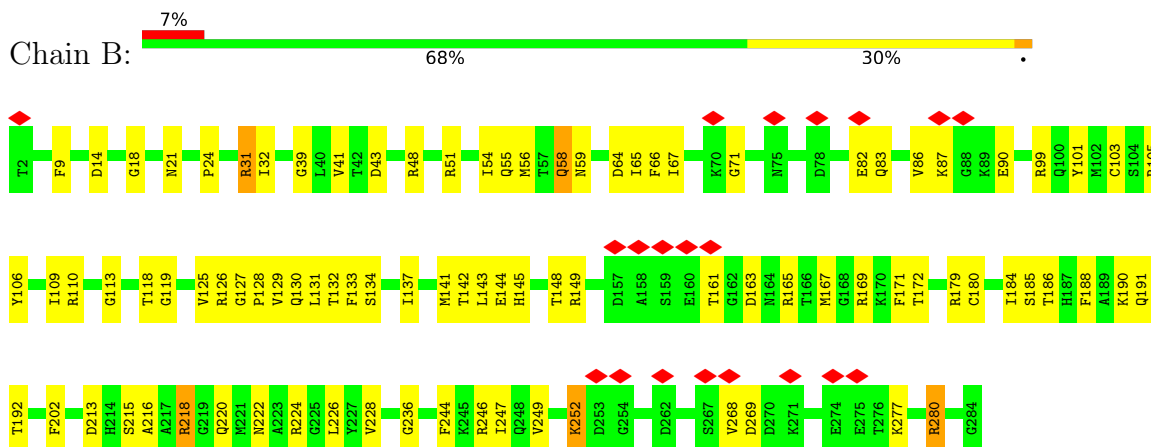 7%
Chain B:
68% 30% .
T2 F9 D14 G18 N21 P24 R31 I32 G39 L40 V41 T42 D43 R48 R51 I54 Q55 M56 T57 Q58 N59 D64 I65 F66 I67 K70 G71 N75 D78 E82 Q83 V86 K87 G88 K89 E90 R99 Q100 Y101 M102 C103 S104
Y106 I109 R110 G113 T118 G119 V125 R126 G127 P128 V129 Q130 L131 T132 F133 S134 I137 M141 T142 L143 E144 H145 T148 R149 D157 A158 S159 E160 T161 G162 D163 N164 R165 T166 M167 G168 R169 K170 F171 T172 R179 C180 I184 S185 T186 H187 F188 A189 K190 Q191
T192 F202 D213 H214 S215 A216 A217 R218 G219 Q220 M221 N222 A223 R224 G225 L226 Y227 V228 G236 F244 K245 R246 I247 Q248 V249 K252 D253 G254 D262 S267 V268 D269 D270 K271 E274 E275 T276 K277 R280 G284